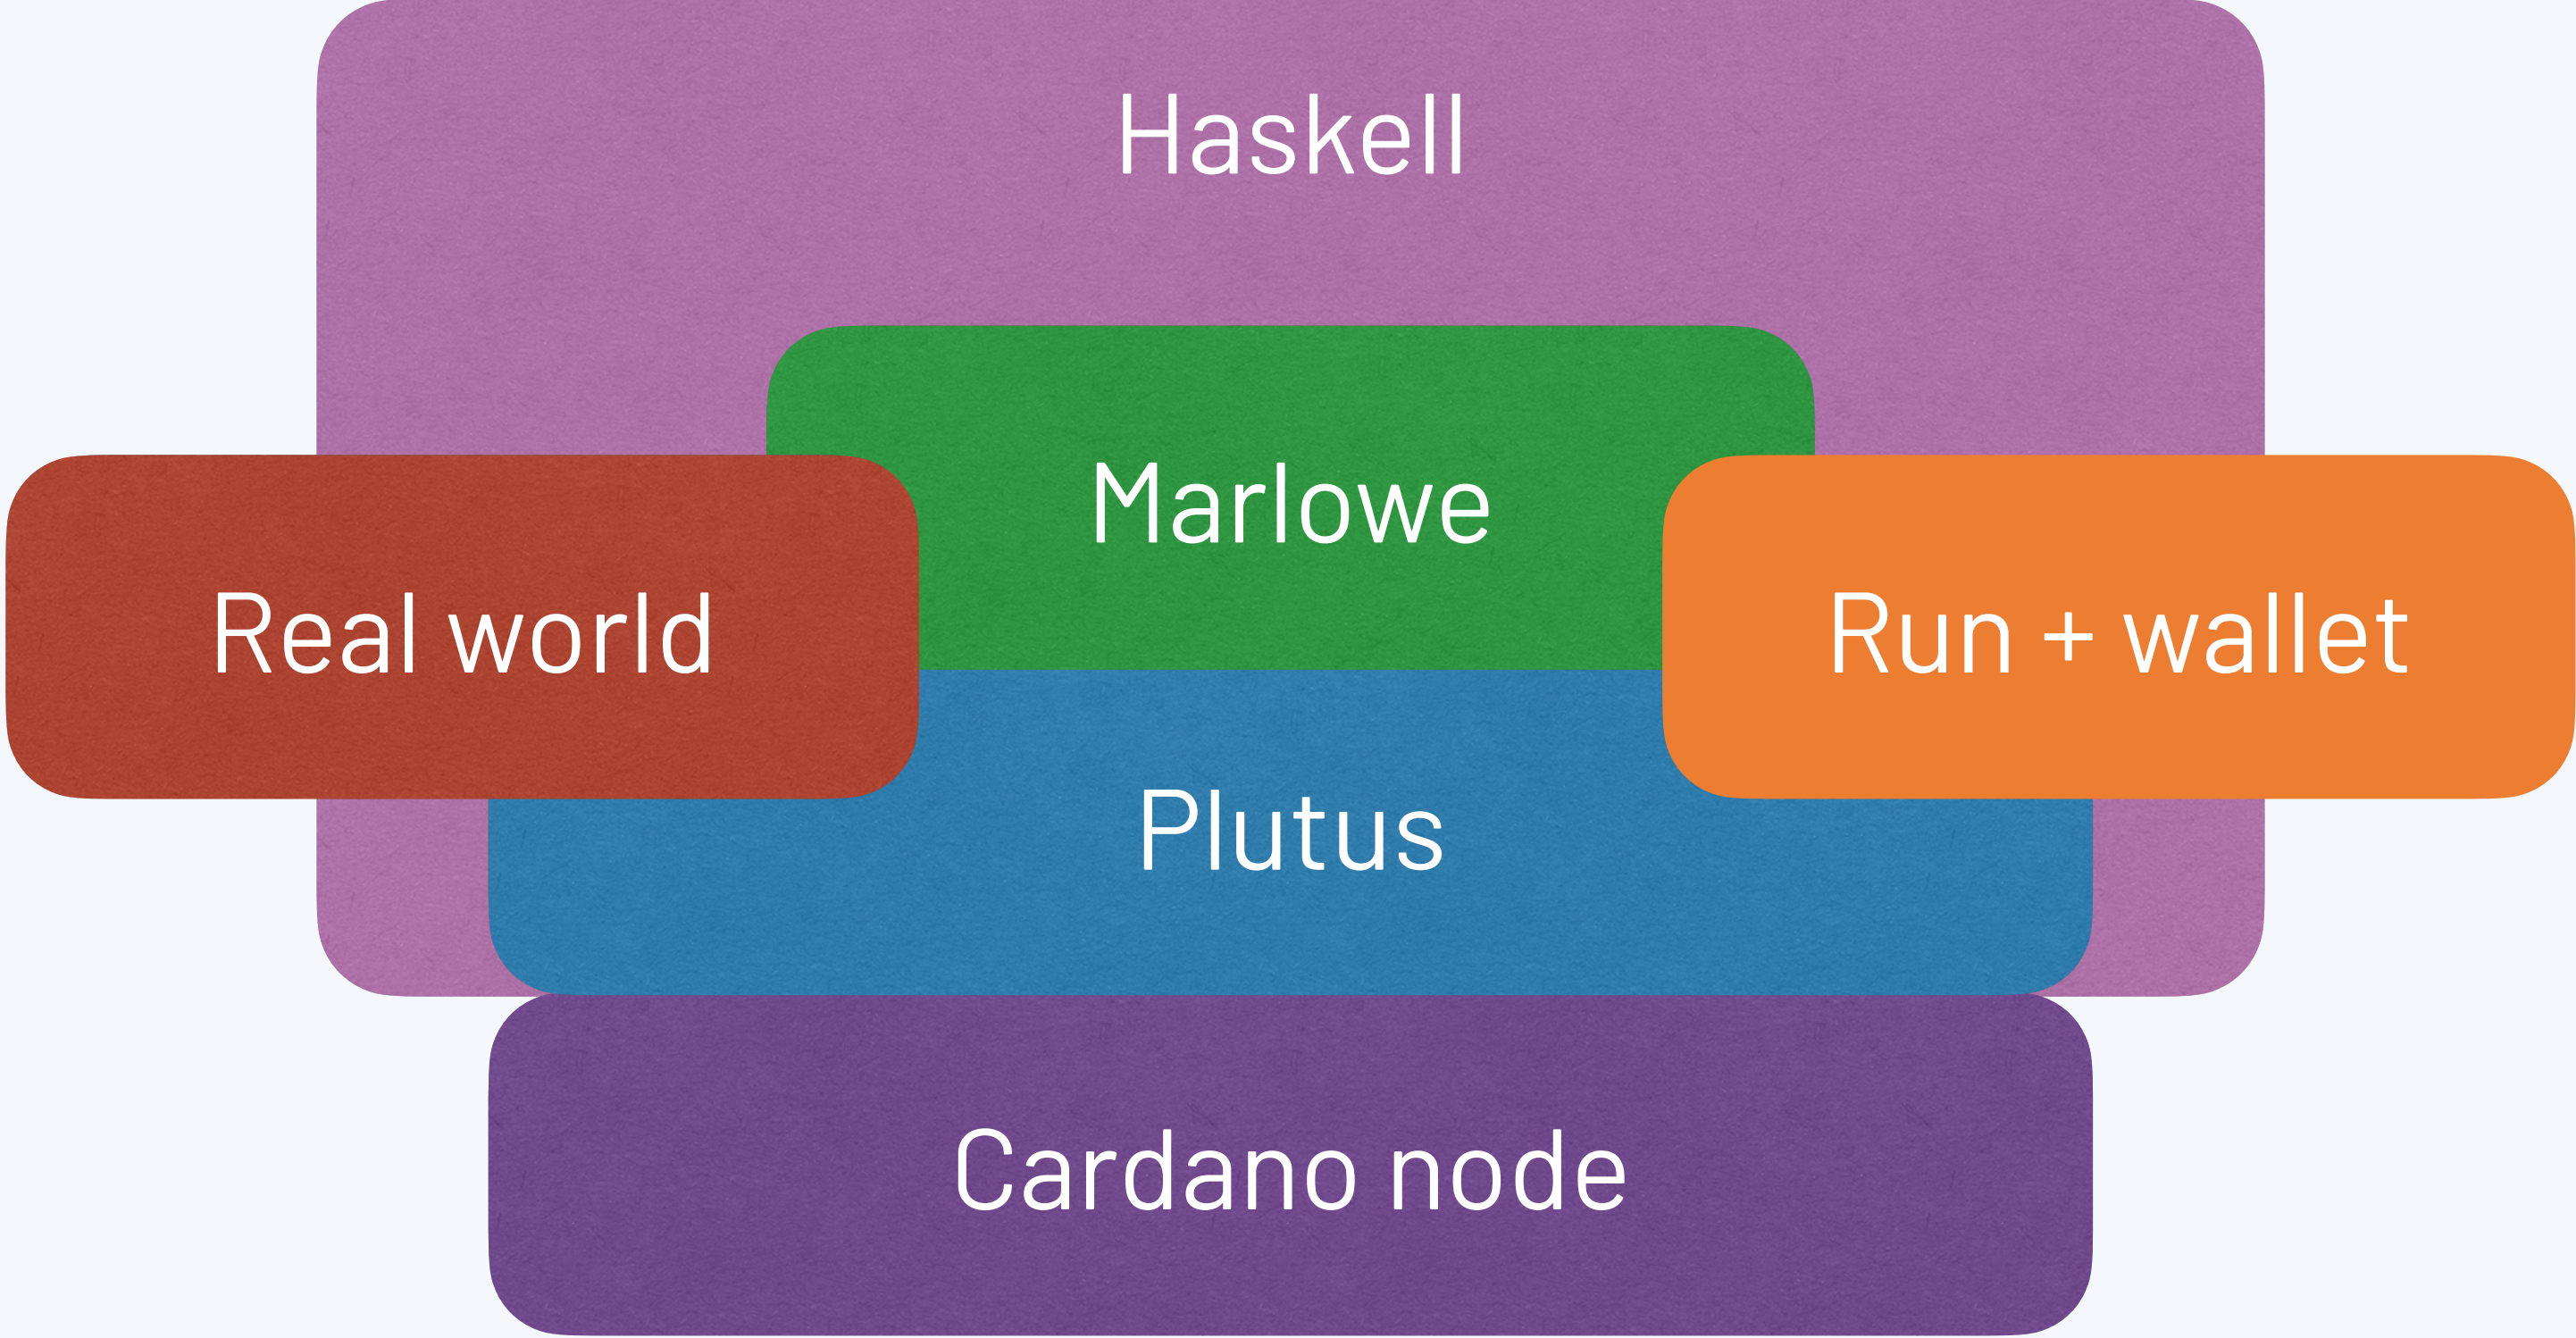 Haskell
Marlowe
Real world
Run + wallet
Plutus
Cardano node